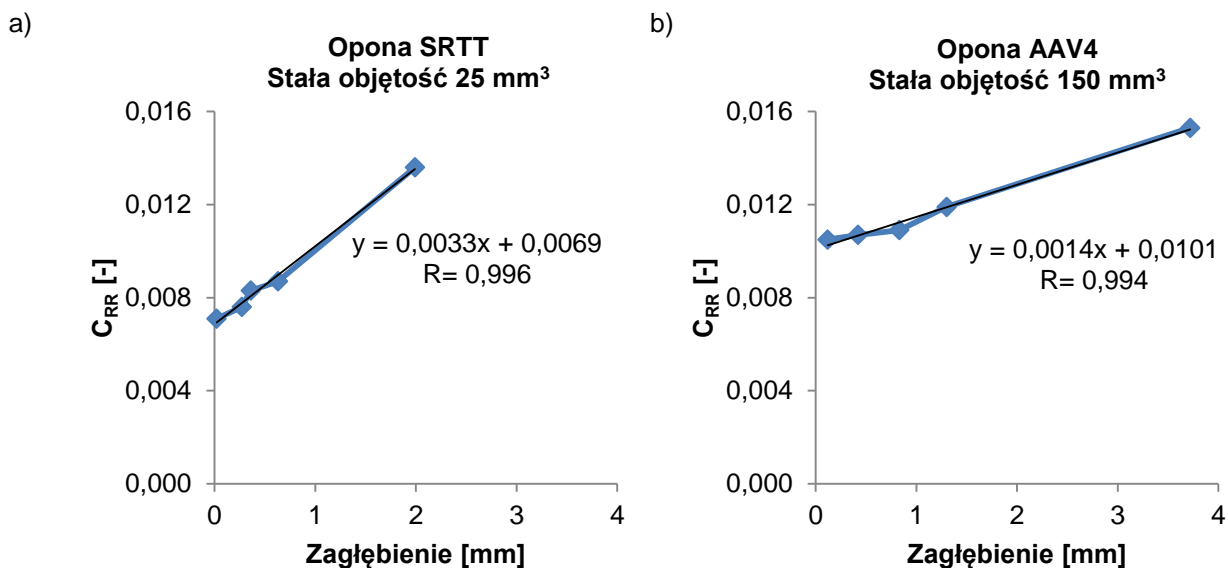 a)
Opona SRTT
Stała objętość 25 mm³
0,016
0,012
0,008
0,004
0,000
C_RR [-]
y = 0,0033x + 0,0069
R= 0,996
0 1 2 3 4
Zagłębienie [mm]
b)
Opona AAV4
Stała objętość 150 mm³
0,016
0,012
0,008
0,004
0,000
C_RR [-]
y = 0,0014x + 0,0101
R= 0,994
0 1 2 3 4
Zagłębienie [mm]